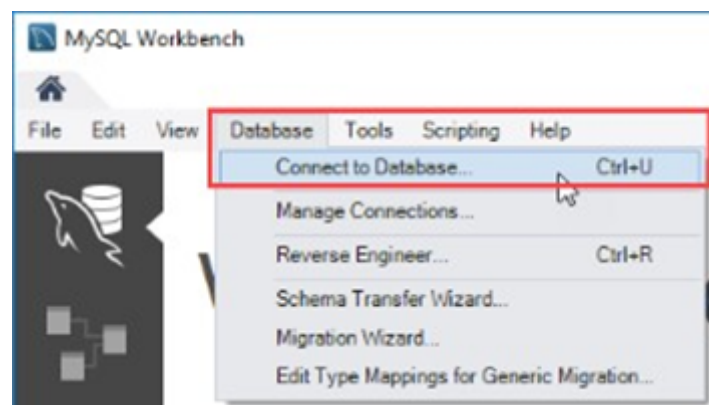 MySQL Workbench
File Edit View Database Tools Scripting Help
Connect to Database... Ctrl+U
Manage Connections...
Reverse Engineer... Ctrl+R
Schema Transfer Wizard...
Migration Wizard...
Edit Type Mappings for Generic Migration...